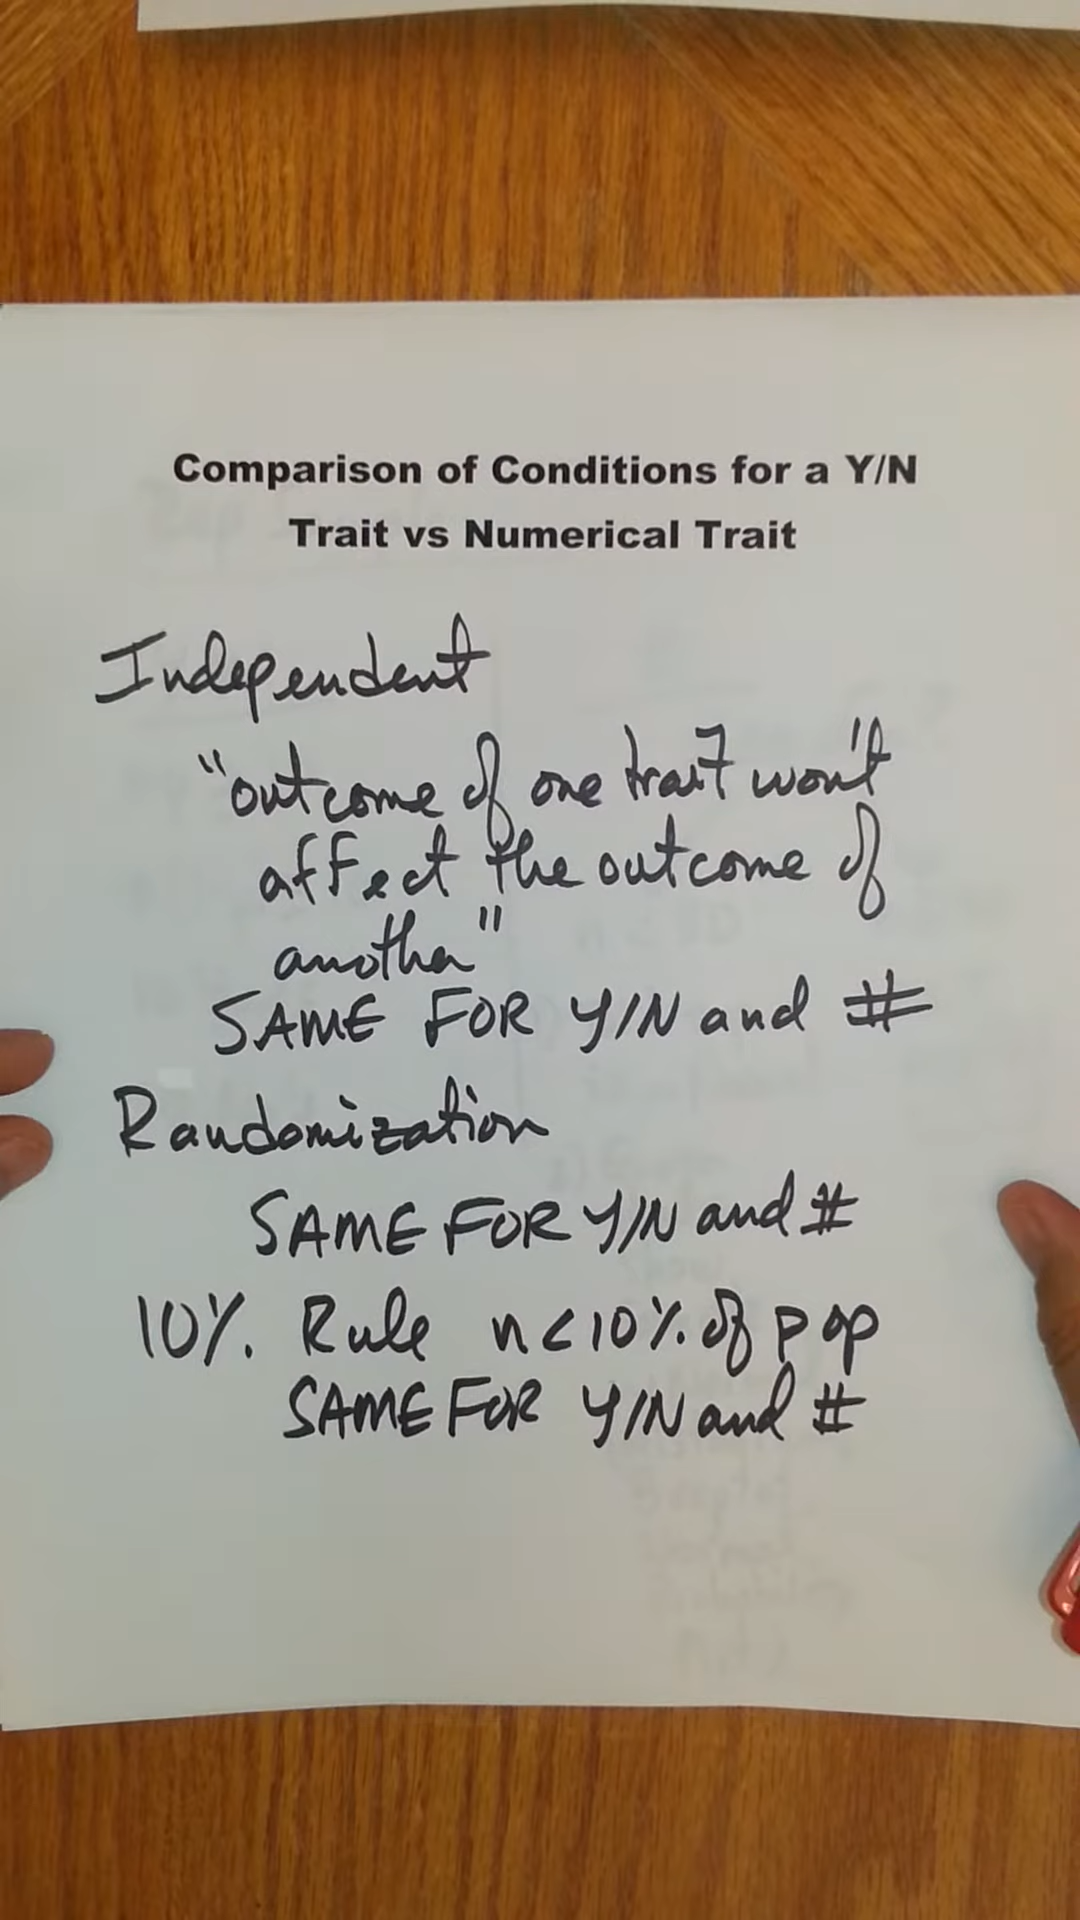 Comparison of Conditions for a Y/N
Trait vs Numerical Trait
Independent
"outcome of one trait won't
affect the outcome of
another"
SAME FOR Y/N and #
Randomization
SAME FOR Y/N and #
10% Rule n<10% of pop
SAME FOR Y/N and #